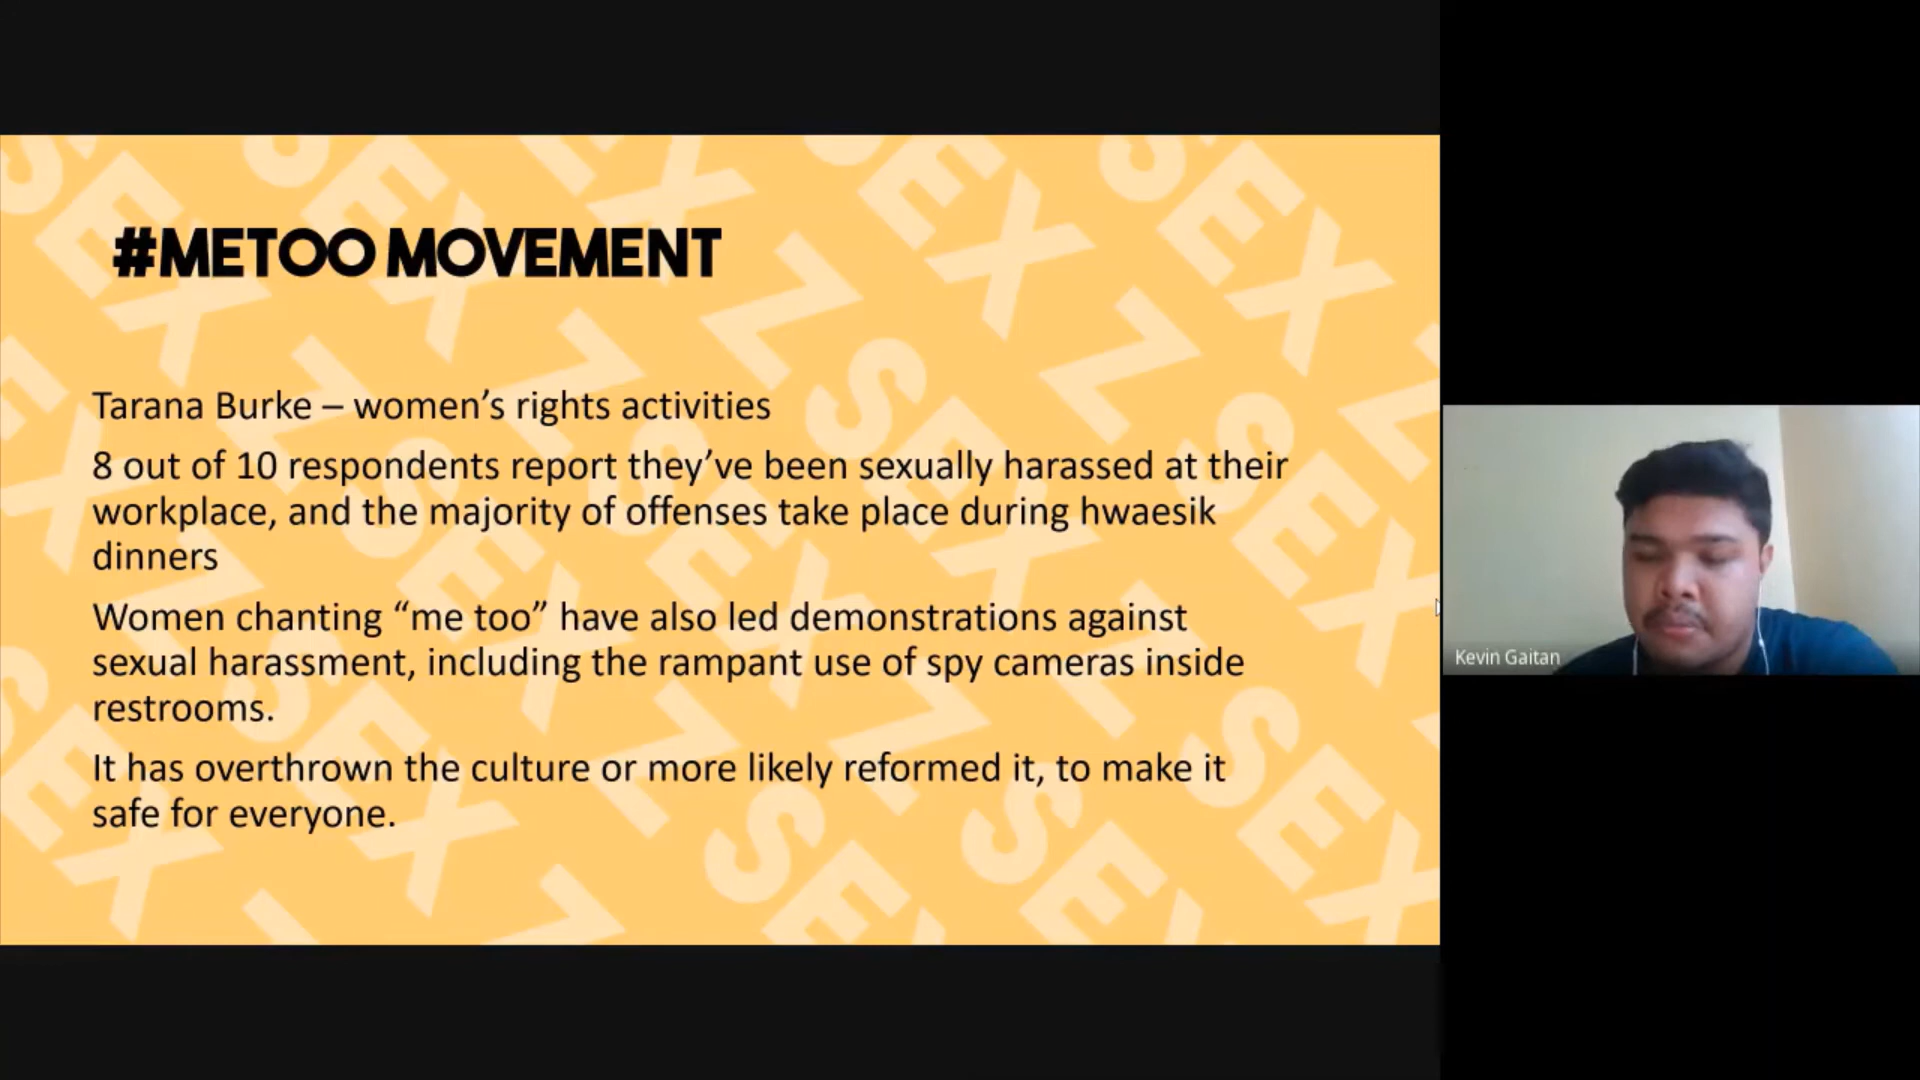 #METOO MOVEMENT
Tarana Burke – women’s rights activities
8 out of 10 respondents report they’ve been sexually harassed at their
workplace, and the majority of offenses take place during hwaesik
dinners
Women chanting “me too” have also led demonstrations against
sexual harassment, including the rampant use of spy cameras inside
restrooms.
It has overthrown the culture or more likely reformed it, to make it
safe for everyone.
Kevin Gaitan
SEX Z SEX Z SEX